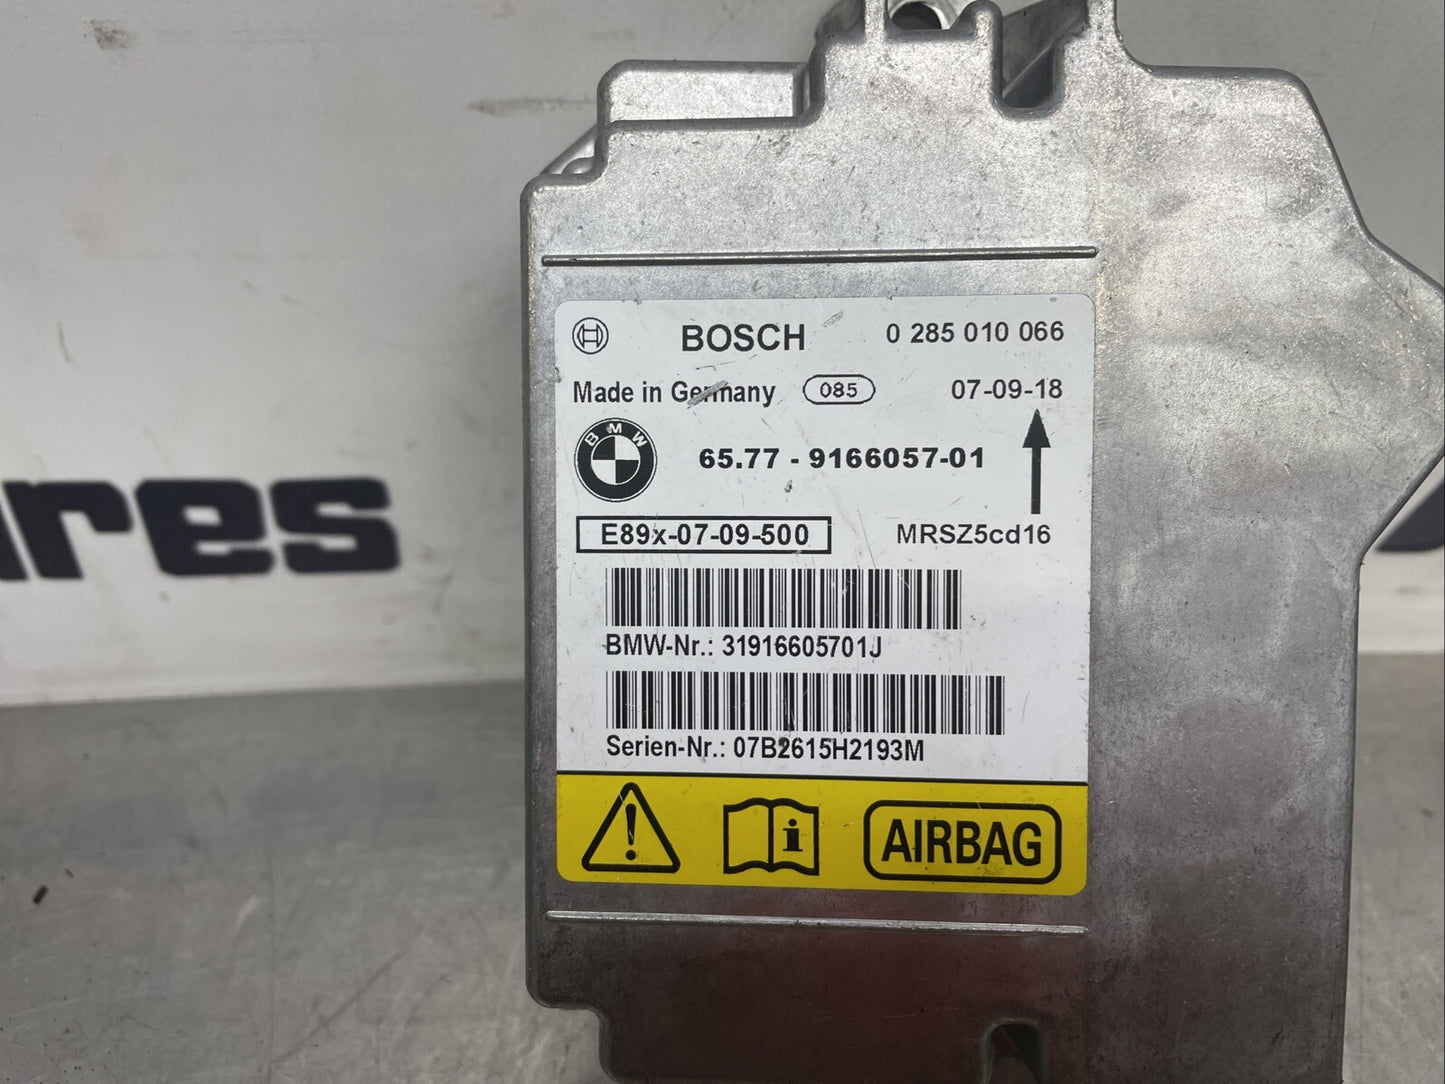 BOSCH 0 285 010 066
Made in Germany 085 07-09-18
BMW 65.77 - 9166057-01
E89x-07-09-500 MRSZ5cd16
BMW-Nr.: 31916605701J
Serien-Nr.: 07B2615H2193M
! i AIRBAG
ares